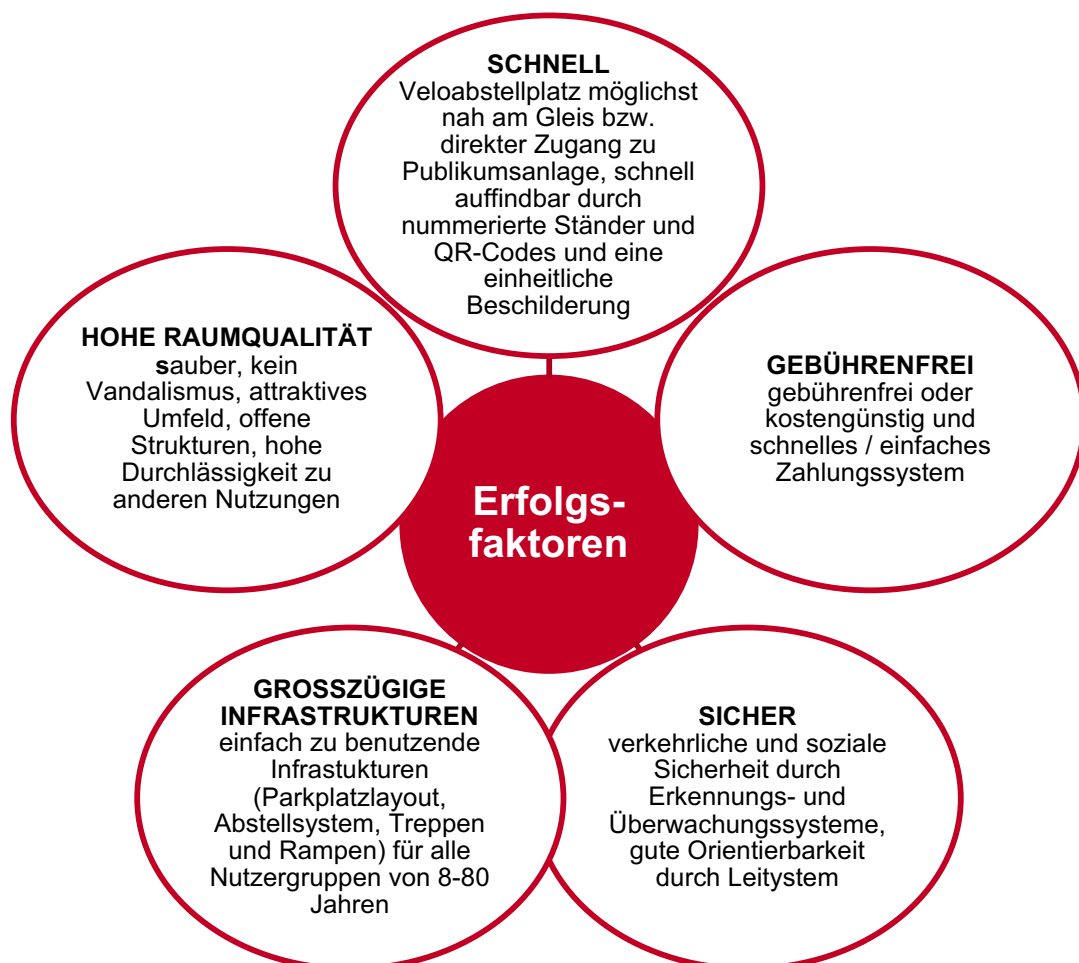 SCHNELL
Veloabstellplatz möglichst
nah am Gleis bzw.
direkter Zugang zu
Publikumsanlage, schnell
auffindbar durch
nummerierte Ständer und
QR-Codes und eine
einheitliche
Beschilderung
HOHE RAUMQUALITÄT
sauber, kein
Vandalismus, attraktives
Umfeld, offene
Strukturen, hohe
Durchlässigkeit zu
anderen Nutzungen
GEBÜHRENFREI
gebührenfrei oder
kostengünstig und
schnelles / einfaches
Zahlungssystem
Erfolgs-
faktoren
GROSSZÜGIGE
INFRASTRUKTUREN
einfach zu benutzende
Infrastukturen
(Parkplatzlayout,
Abstellsystem, Treppen
und Rampen) für alle
Nutzergruppen von 8-80
Jahren
SICHER
verkehrliche und soziale
Sicherheit durch
Erkennungs- und
Überwachungssysteme,
gute Orientierbarkeit
durch Leitystem